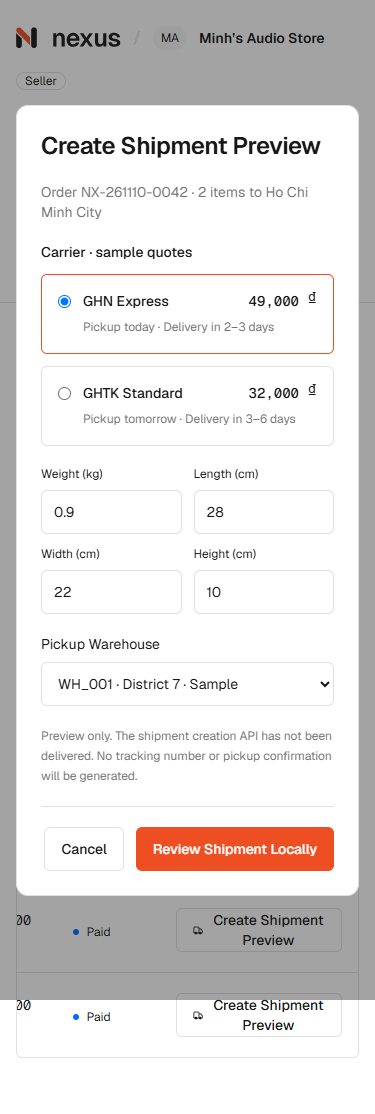 nexus / MA Minh's Audio Store
Seller
Create Shipment Preview
Order NX-261110-0042 · 2 items to Ho Chi
Minh City
Carrier · sample quotes
GHN Express 49,000 ₫
Pickup today · Delivery in 2–3 days
GHTK Standard 32,000 ₫
Pickup tomorrow · Delivery in 3–6 days
Weight (kg) Length (cm)
0.9 28
Width (cm) Height (cm)
22 10
Pickup Warehouse
WH_001 · District 7 · Sample
Preview only. The shipment creation API has not been
delivered. No tracking number or pickup confirmation
will be generated.
Cancel Review Shipment Locally
00 Paid Create Shipment
Preview
00 Paid Create Shipment
Preview